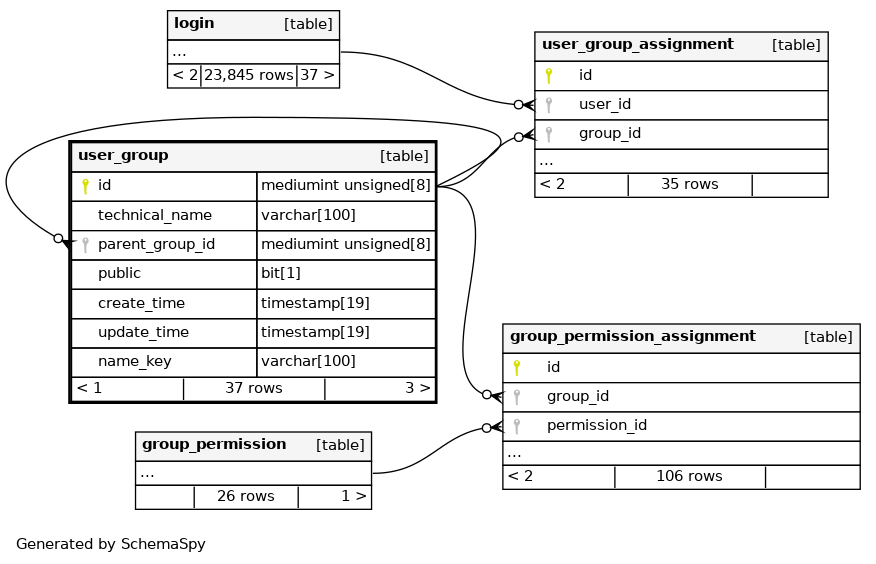 login [table]
...
< 2 23,845 rows 37 >
user_group_assignment [table]
id
user_id
group_id
...
< 2 35 rows
user_group [table]
id mediumint unsigned[8]
technical_name varchar[100]
parent_group_id mediumint unsigned[8]
public bit[1]
create_time timestamp[19]
update_time timestamp[19]
name_key varchar[100]
< 1 37 rows 3 >
group_permission_assignment [table]
id
group_id
permission_id
...
< 2 106 rows
group_permission [table]
...
26 rows 1 >
Generated by SchemaSpy